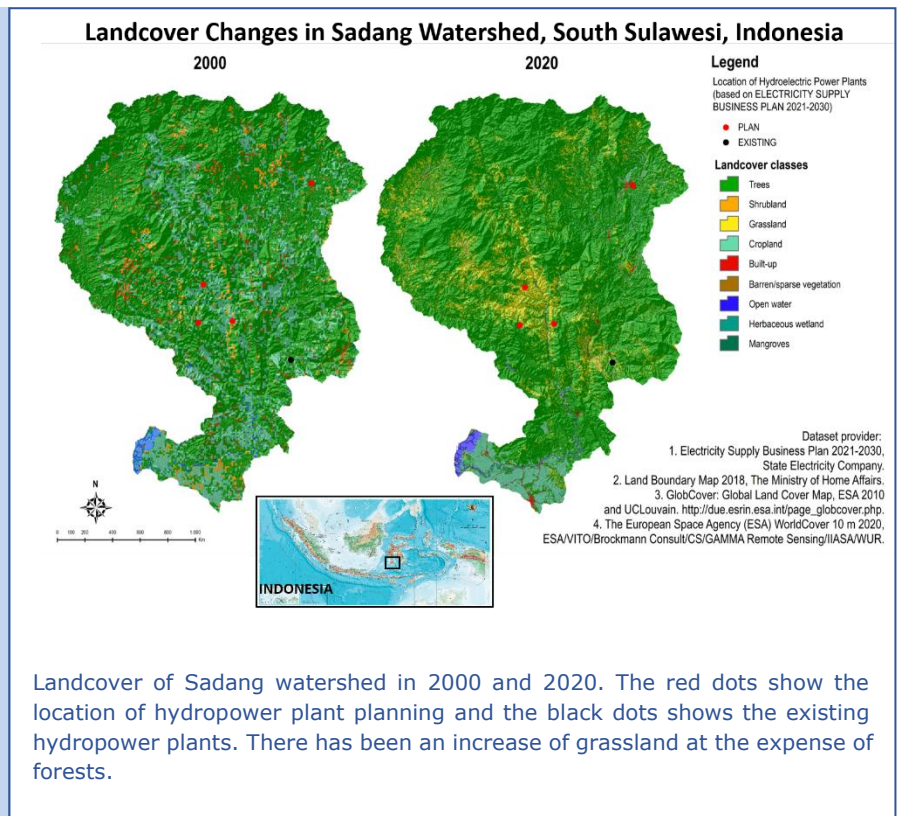 Landcover Changes in Sadang Watershed, South Sulawesi, Indonesia
2000
2020
Legend
Location of Hydroelectric Power Plants
(based on ELECTRICITY SUPPLY
BUSINESS PLAN 2021-2030)
PLAN
EXISTING
Landcover classes
Trees
Shrubland
Grassland
Cropland
Built-up
Barren/sparse vegetation
Open water
Herbaceous wetland
Mangroves
Dataset provider:
1. Electricity Supply Business Plan 2021-2030,
State Electricity Company.
2. Land Boundary Map 2018, The Ministry of Home Affairs.
3. GlobCover: Global Land Cover Map, ESA 2010
and UCLouvain. http://due.esrin.esa.int/page_globcover.php.
4. The European Space Agency (ESA) WorldCover 10 m 2020,
ESA/VITO/Brockmann Consult/CS/GAMMA Remote Sensing/IIASA/WUR.
N
INDONESIA
Landcover of Sadang watershed in 2000 and 2020. The red dots show the
location of hydropower plant planning and the black dots shows the existing
hydropower plants. There has been an increase of grassland at the expense of
forests.